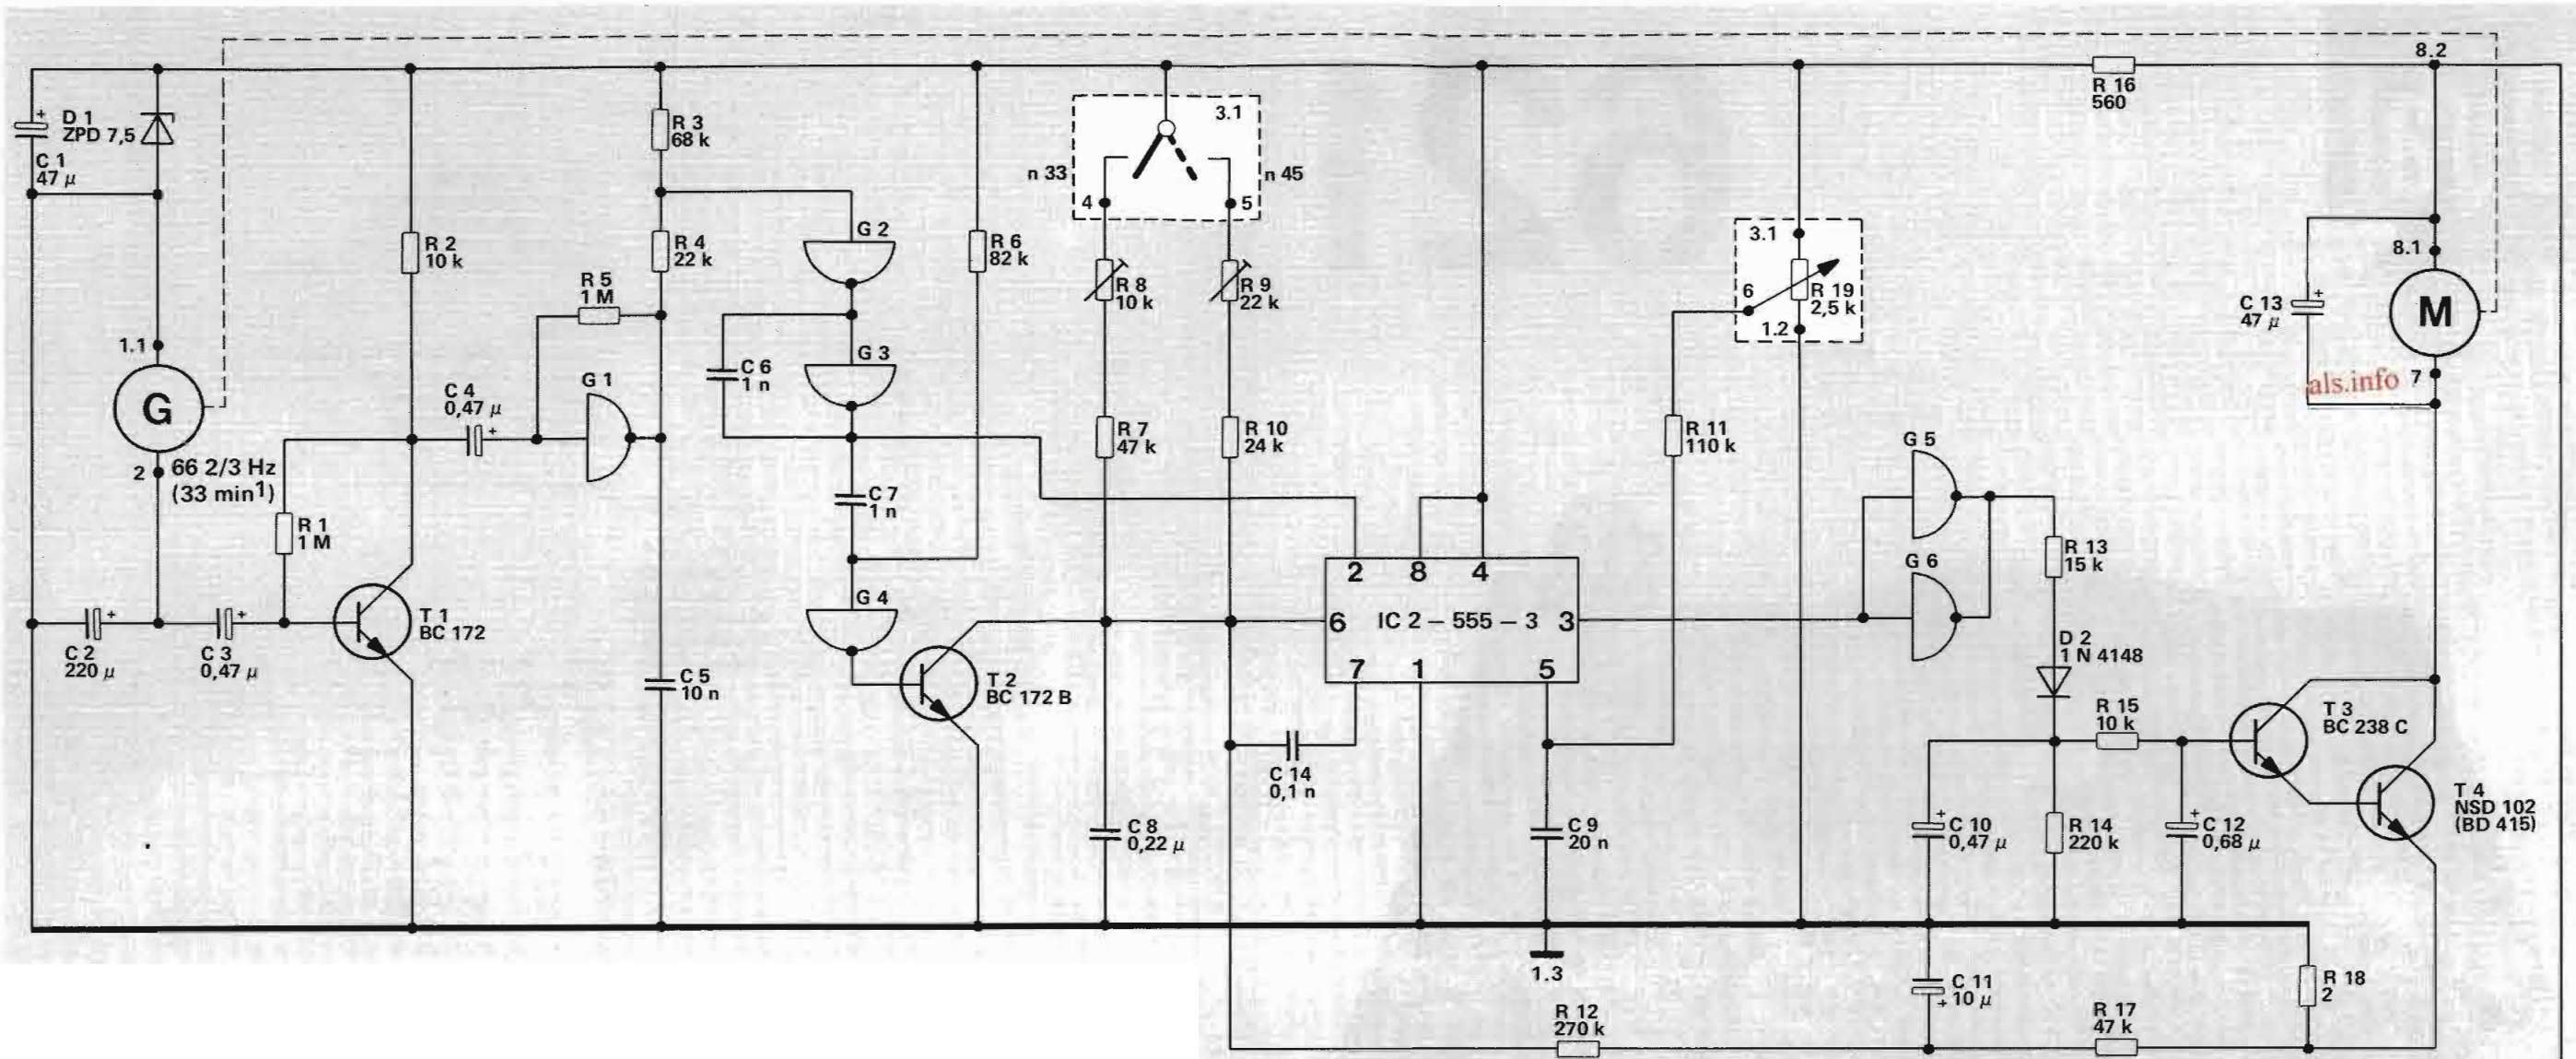 8.2
D 1
ZPD 7,5
C 1
47 µ
R 3
68 k
3.1
n 33
n 45
4
5
R 16
560
R 2
10 k
R 4
22 k
G 2
R 6
82 k
R 5
1 M
R 8
10 k
R 9
22 k
3.1
6
R 19
2,5 k
1.2
8.1
M
C 13
47 µ
als.info
7
1.1
G
2
66 2/3 Hz
(33 min1)
C 4
0,47 µ
G 1
C 6
1 n
G 3
R 7
47 k
R 10
24 k
R 11
110 k
G 5
C 7
1 n
R 1
1 M
R 13
15 k
G 6
2
8
4
G 4
6
IC 2 – 555 – 3
3
7
1
5
T 1
BC 172
C 2
220 µ
C 3
0,47 µ
C 5
10 n
T 2
BC 172 B
D 2
1 N 4148
R 15
10 k
T 3
BC 238 C
C 14
0,1 n
T 4
NSD 102
(BD 415)
C 8
0,22 µ
C 9
20 n
C 10
0,47 µ
R 14
220 k
C 12
0,68 µ
1.3
C 11
10 µ
R 18
2
R 12
270 k
R 17
47 k